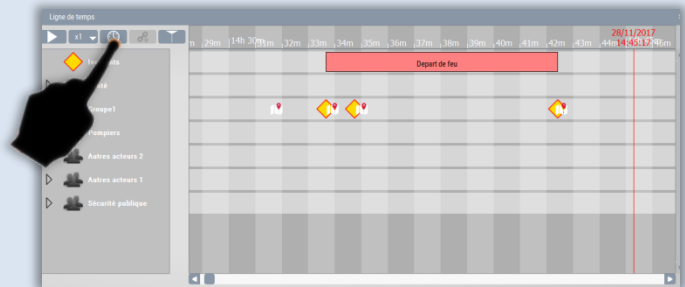 Ligne de temps
x1
29m 14h 30m 31m 32m 33m 34m 35m 36m 37m 38m 39m 40m 41m 42m 43m 44m
28/11/2017
14:45:17
Depart de feu
Groupe1
Pompiers
Autres acteurs 2
Autres acteurs 1
Sécurité publique